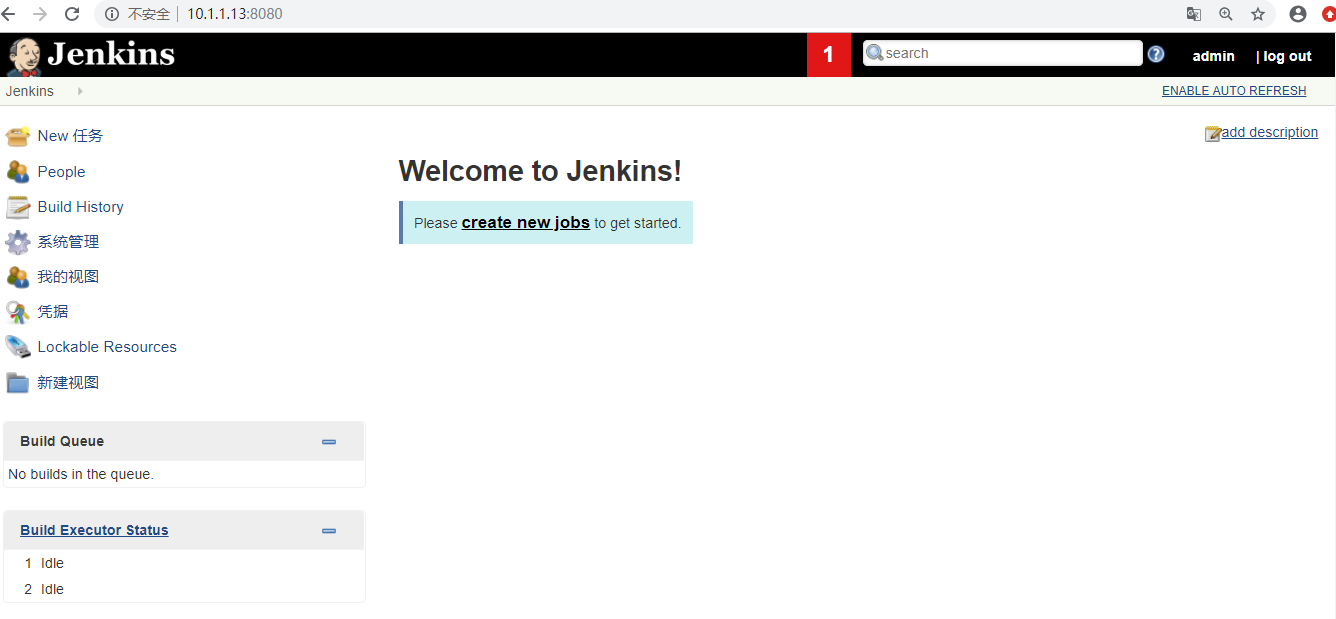 不安全 10.1.1.13:8080
Jenkins 1 search ? admin | log out
Jenkins ENABLE AUTO REFRESH
add description
New 任务
People
Build History
系统管理
我的视图
凭据
Lockable Resources
新建视图
Welcome to Jenkins!
Please create new jobs to get started.
Build Queue
No builds in the queue.
Build Executor Status
1 Idle
2 Idle